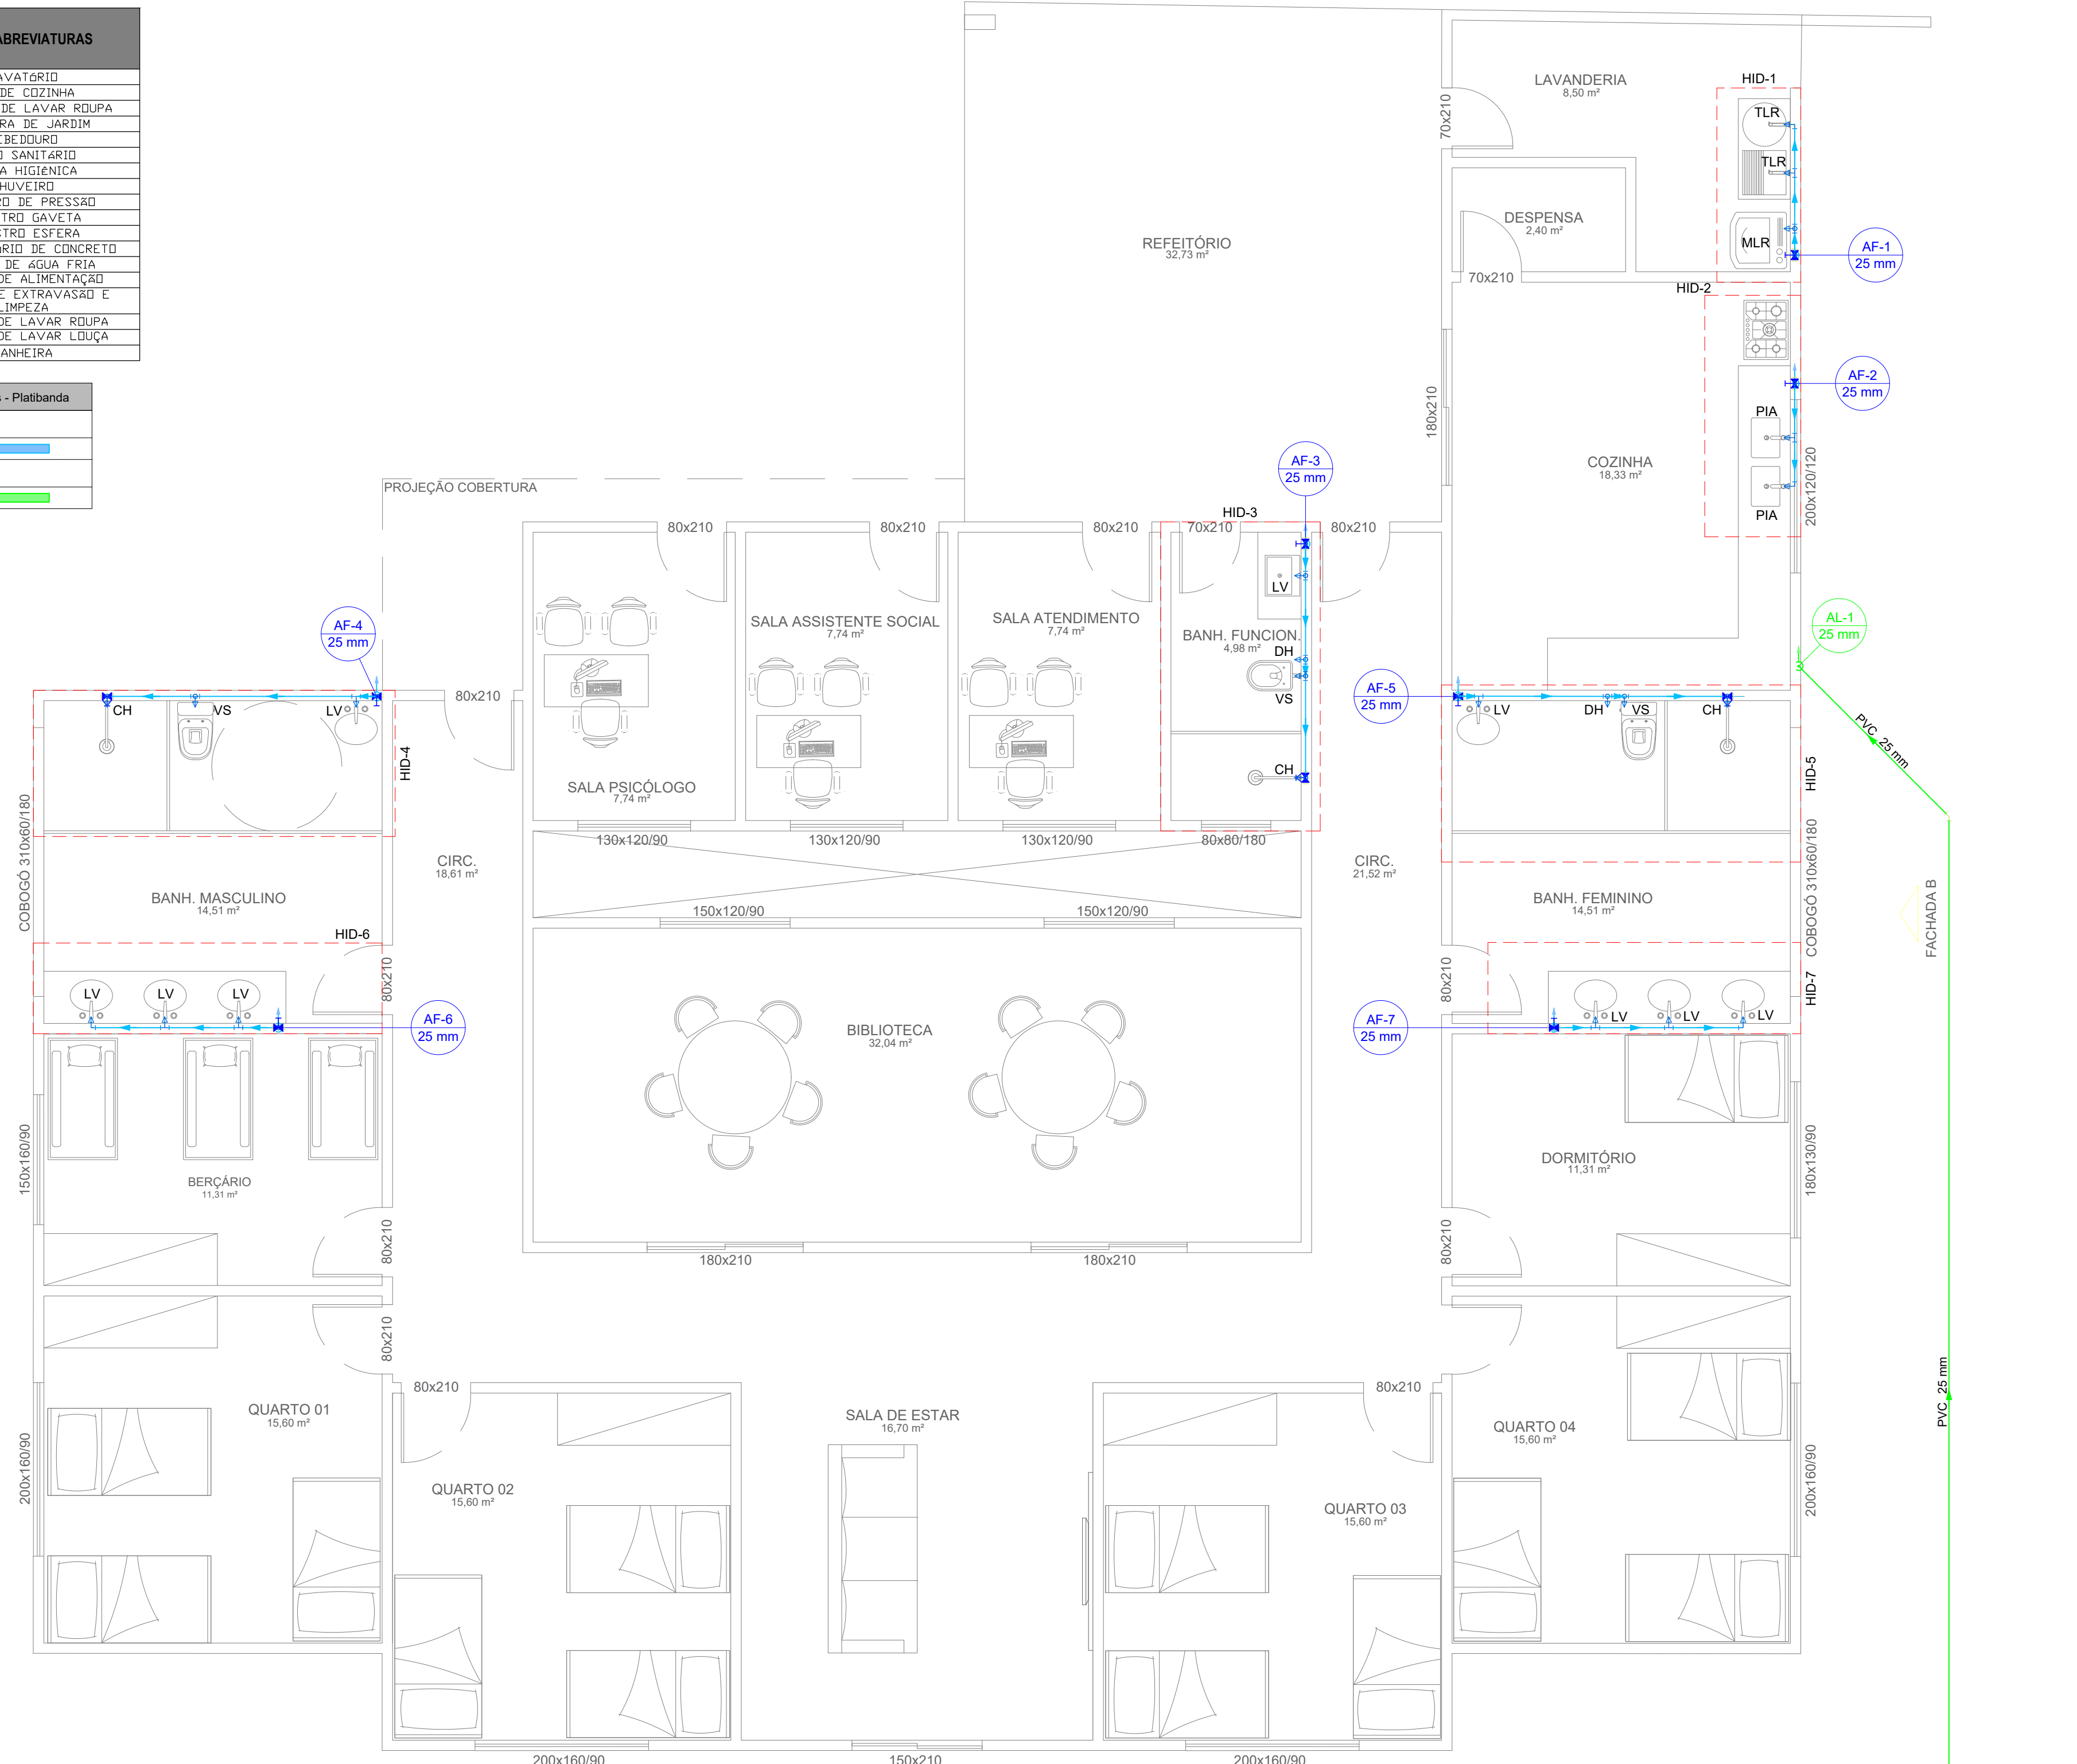 ABREVIATURAS
DE COZINHA
DE LAVAR ROUPA
DE JARDIM
SANITÁRIO
HIGIÊNICA
DE PRESSÃO
GAVETA
ESFERA
DE CONCRETO
DE ÁGUA FRIA
DE ALIMENTAÇÃO
EXTRAVASÃO E
DE LAVAR ROUPA
DE LAVAR LOUÇA
- Platibanda
LAVANDERIA
8,50 m²
HID-1
TLR
TLR
MLR
AF-1
25 mm
70x210
DESPENSA
2,40 m²
70x210
REFEITÓRIO
32,73 m²
HID-2
AF-2
25 mm
PIA
PIA
180x210
COZINHA
18,33 m²
200x120/120
AF-3
25 mm
PROJEÇÃO COBERTURA
80x210
80x210
80x210
HID-3
70x210
80x210
LV
SALA ASSISTENTE SOCIAL
7,74 m²
SALA ATENDIMENTO
7,74 m²
BANH. FUNCION.
4,98 m²
DH
VS
CH
AL-1
25 mm
AF-4
25 mm
80x210
AF-5
25 mm
CH
VS
LV
HID-4
LV
DH
VS
CH
HID-5
PVC 25 mm
SALA PSICÓLOGO
7,74 m²
130x120/90
130x120/90
130x120/90
80x80/180
COBOGÓ 310x60/180
CIRC.
18,61 m²
CIRC.
21,52 m²
COBOGÓ 310x60/180
BANH. MASCULINO
14,51 m²
150x120/90
150x120/90
BANH. FEMININO
14,51 m²
FACHADA B
HID-6
80x210
80x210
HID-7
LV
LV
LV
AF-6
25 mm
BIBLIOTECA
32,04 m²
AF-7
25 mm
LV
LV
LV
150x160/90
BERÇÁRIO
11,31 m²
DORMITÓRIO
11,31 m²
180x130/90
80x210
80x210
180x210
180x210
80x210
80x210
80x210
PVC 25 mm
QUARTO 01
15,60 m²
SALA DE ESTAR
16,70 m²
QUARTO 04
15,60 m²
200x160/90
QUARTO 02
15,60 m²
QUARTO 03
15,60 m²
200x160/90
200x160/90
150x210
200x160/90